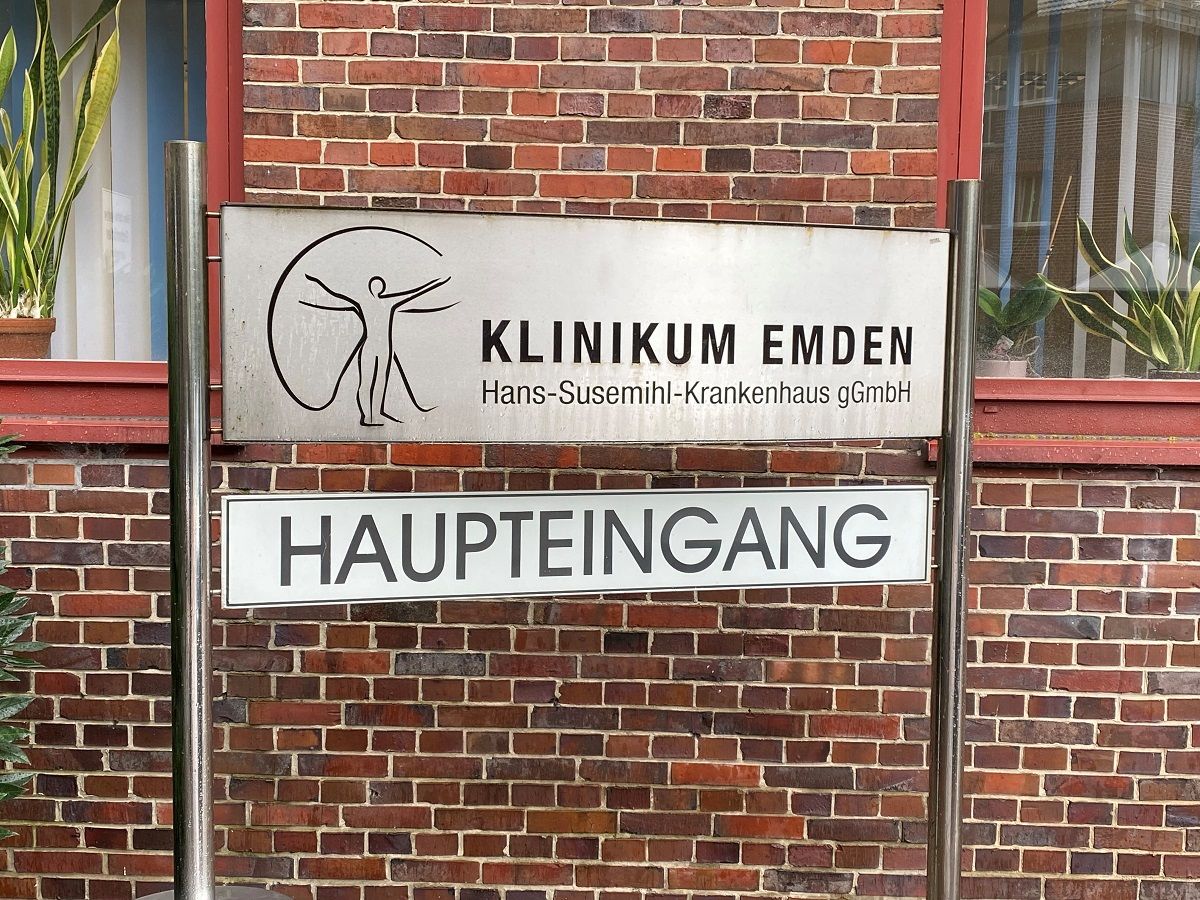 KLINIKUM EMDEN
Hans-Susemihl-Krankenhaus gGmbH
HAUPTEINGANG